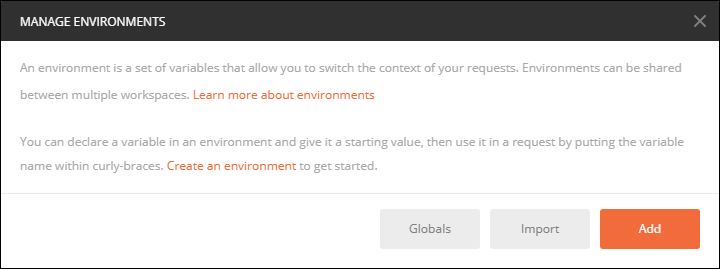 MANAGE ENVIRONMENTS
An environment is a set of variables that allow you to switch the context of your requests. Environments can be shared
between multiple workspaces. Learn more about environments
You can declare a variable in an environment and give it a starting value, then use it in a request by putting the variable
name within curly-braces. Create an environment to get started.
Globals
Import
Add